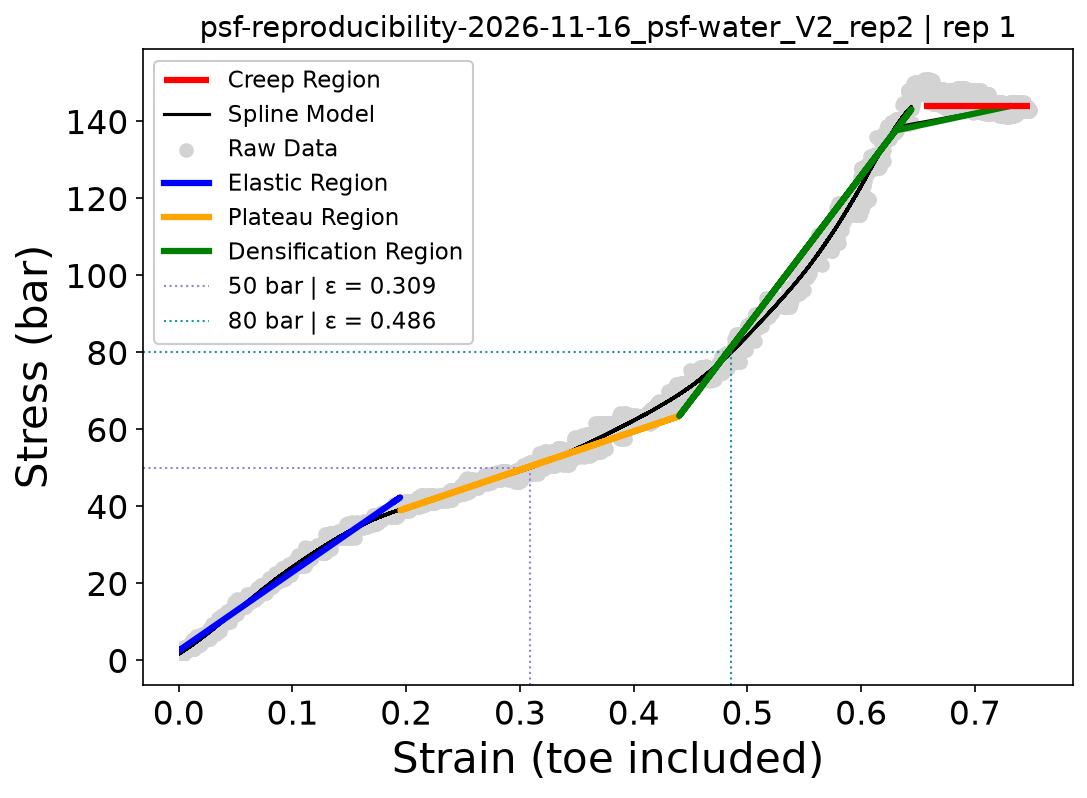 psf-reproducibility-2026-11-16_psf-water_V2_rep2 | rep 1
Creep Region
Spline Model
Raw Data
Elastic Region
Plateau Region
Densification Region
50 bar | ε = 0.309
80 bar | ε = 0.486
Stress (bar)
140
120
100
80
60
40
20
0
0.0 0.1 0.2 0.3 0.4 0.5 0.6 0.7
Strain (toe included)